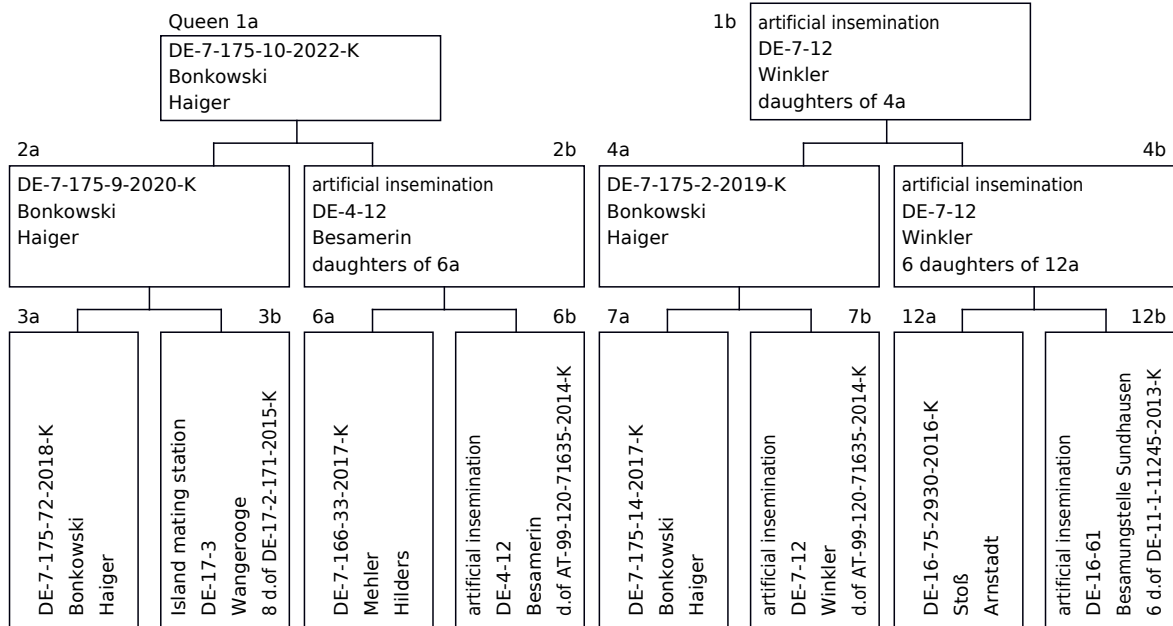 Queen 1a
DE-7-175-10-2022-K
Bonkowski
Haiger
1b
artificial insemination
DE-7-12
Winkler
daughters of 4a
2a
DE-7-175-9-2020-K
Bonkowski
Haiger
2b
artificial insemination
DE-4-12
Besamerin
daughters of 6a
4a
DE-7-175-2-2019-K
Bonkowski
Haiger
4b
artificial insemination
DE-7-12
Winkler
6 daughters of 12a
3a
DE-7-175-72-2018-K
Bonkowski
Haiger
3b
Island mating station
DE-17-3
Wangerooge
8 d.of DE-17-2-171-2015-K
6a
DE-7-166-33-2017-K
Mehler
Hilders
6b
artificial insemination
DE-4-12
Besamerin
d.of AT-99-120-71635-2014-K
7a
DE-7-175-14-2017-K
Bonkowski
Haiger
7b
artificial insemination
DE-7-12
Winkler
d.of AT-99-120-71635-2014-K
12a
DE-16-75-2930-2016-K
Stoß
Arnstadt
12b
artificial insemination
DE-16-61
Besamungstelle Sundhausen
6 d.of DE-11-1-11245-2013-K